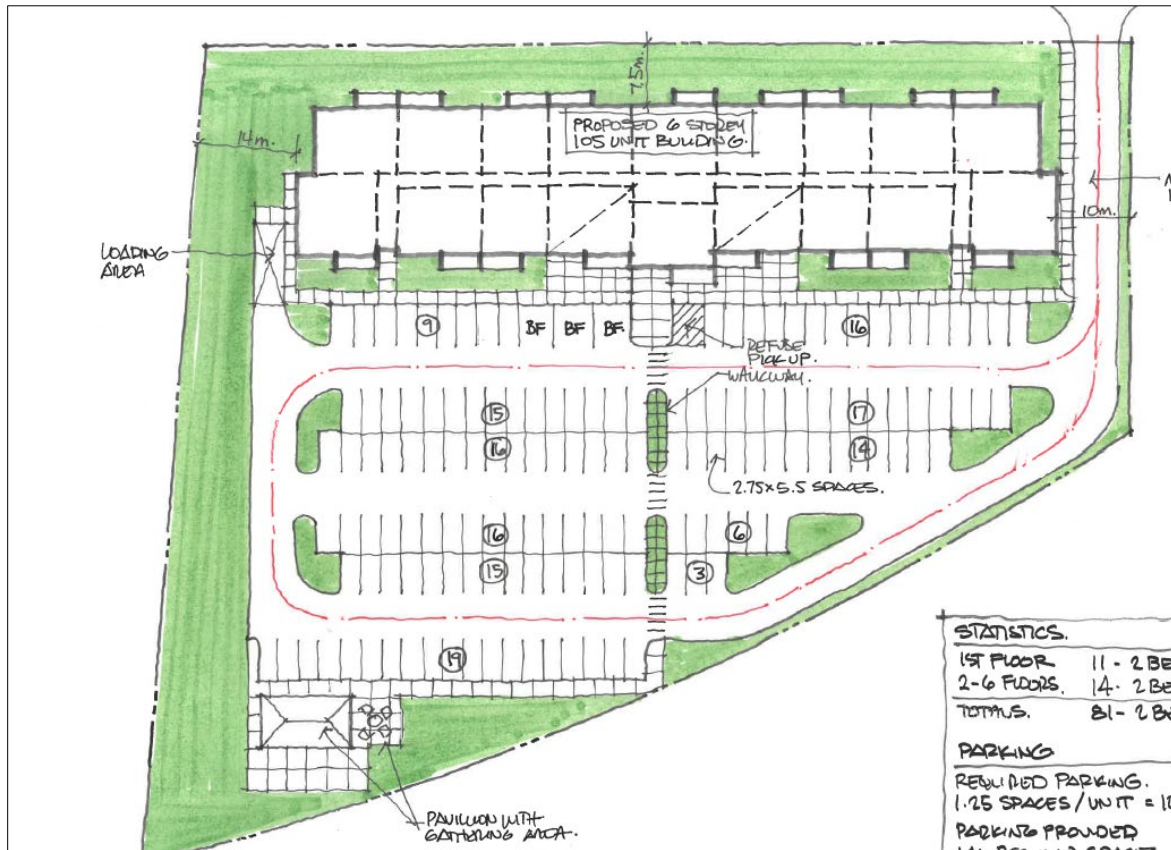 7.5m.
PROPOSED 6 STOREY
105 UNIT BUILDING.
14m.
10m.
LOADING
AREA
9
BF BF BF.
16
REFUSE
PICKUP.
WALKWAY.
15
17
16
14
2.75x5.5 SPACES.
16
6
15
3
19
PAVILION WITH
GATHERING AREA.
STATISTICS.
1ST FLOOR 11 - 2 BE
2-6 FLOORS. 14 - 2 BE
TOTALS. 81 - 2 BE
PARKING
REQUIRED PARKING.
1.25 SPACES/UNIT = 1
PARKING PROVIDED